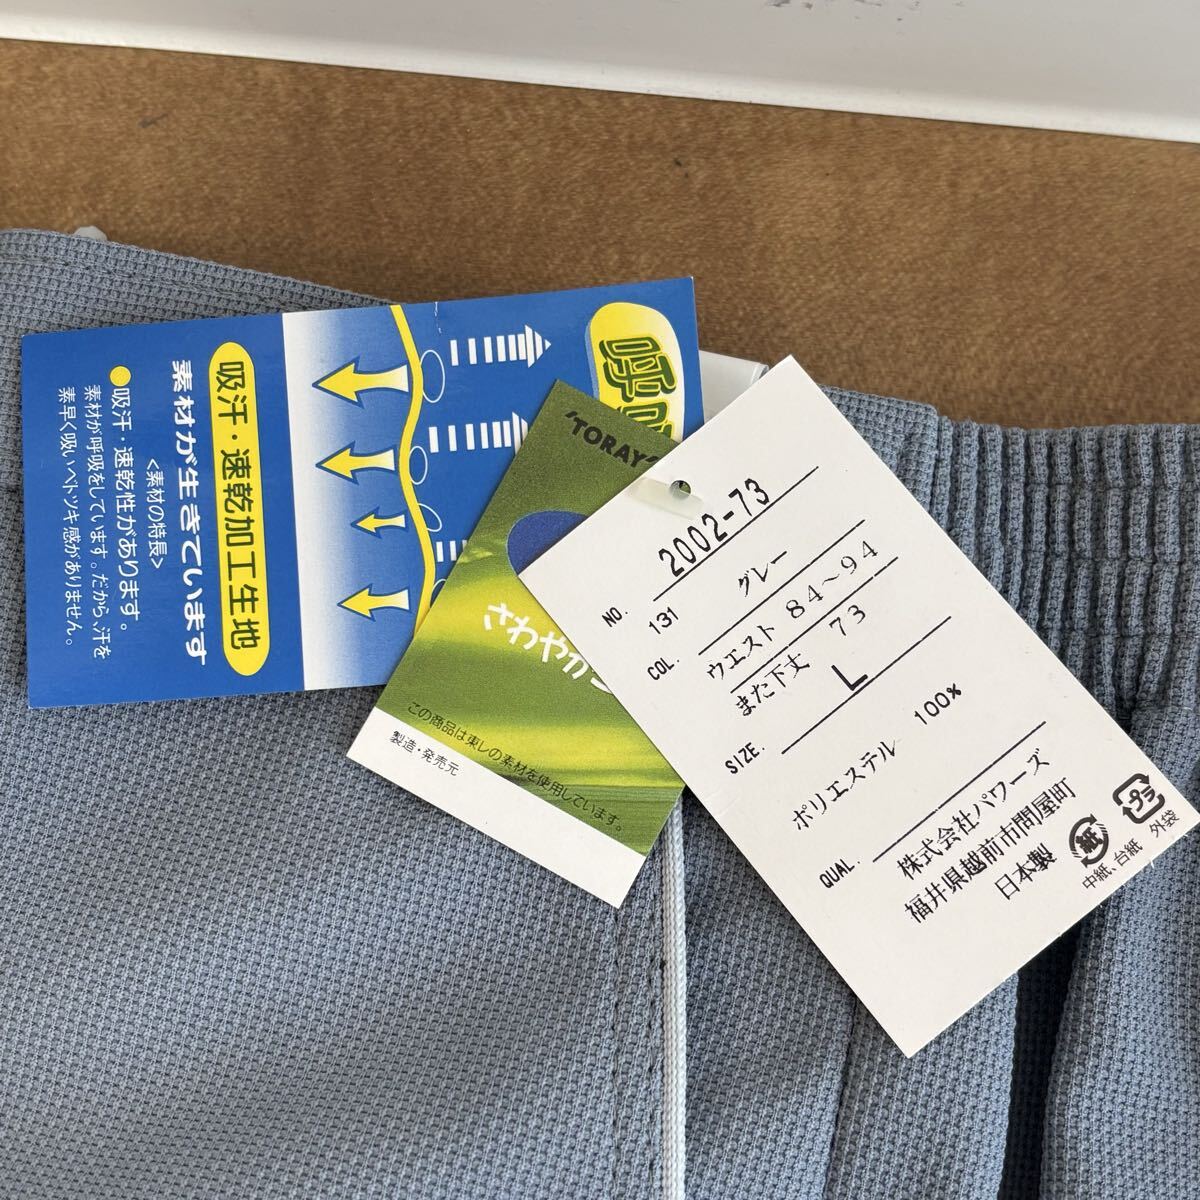 吸汗・速乾加工生地
素材が生きています
<素材の特長>
●吸汗・速乾性があります。
素材が呼吸をしています。だから、汗を
素早く吸いベトツキ感がありません。
'TORAY'
さわやか
この商品は東レの素材を使用しています。
製造・発売元
NO. 2002-73
COL. 131 グレー
ウエスト 84～94
また下丈 73
SIZE. L
QUAL. ポリエステル 100%
株式会社パワーズ
福井県越前市問屋町
日本製
紙
中紙、台紙
プラ
外袋